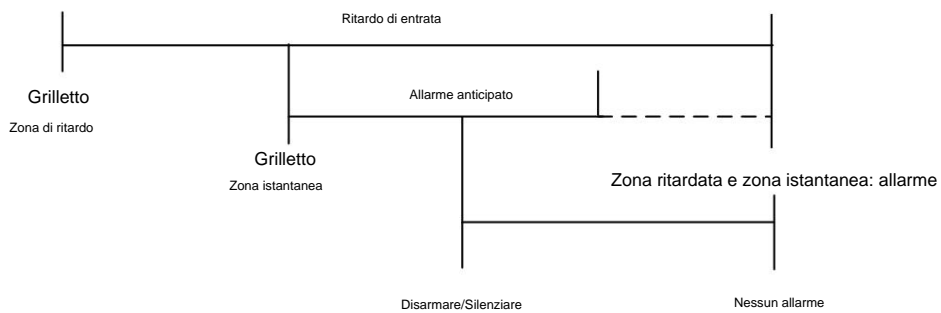 Ritardo di entrata
Grilletto
Zona di ritardo
Allarme anticipato
Grilletto
Zona istantanea
Zona ritardata e zona istantanea: allarme
Disarmare/Silenziare
Nessun allarme